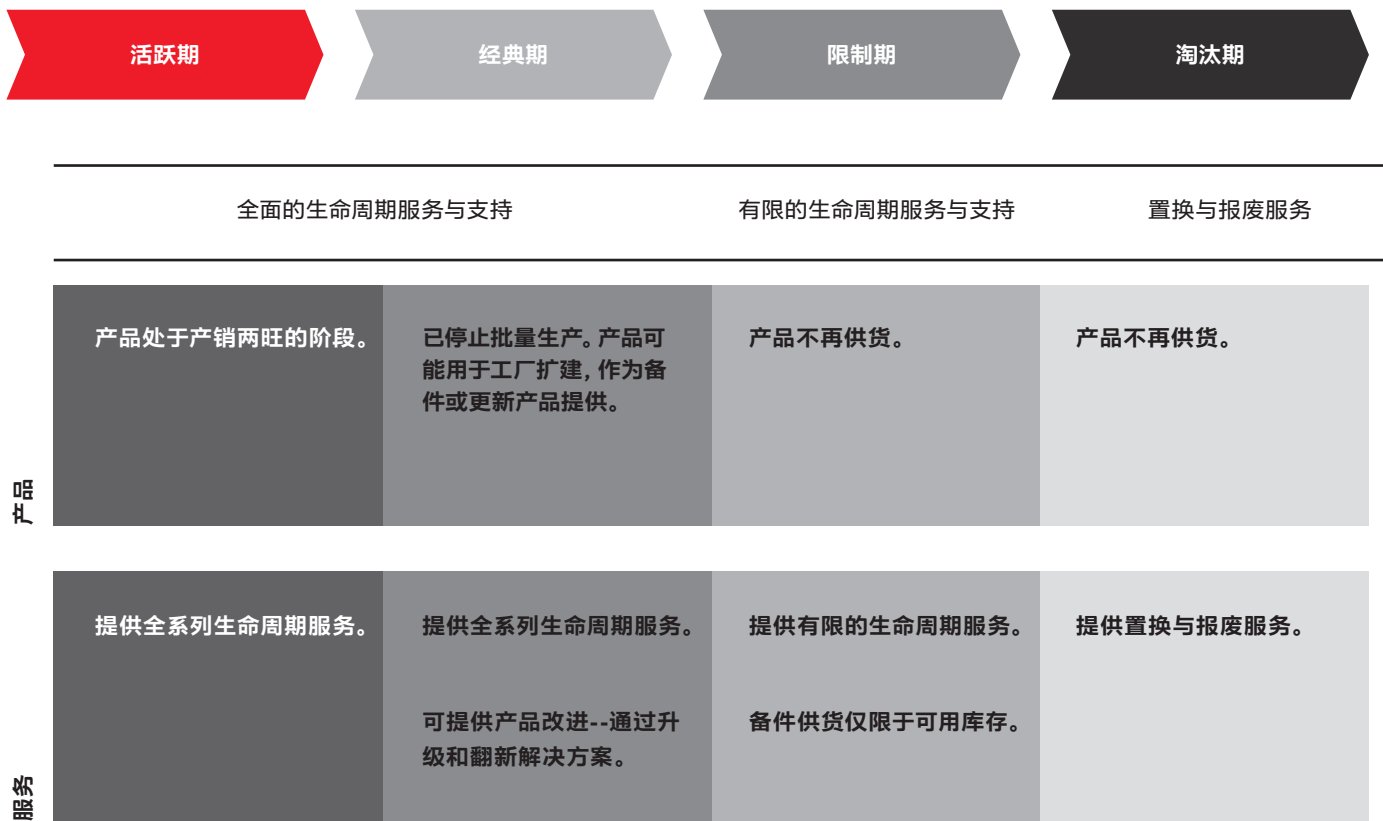 活跃期
经典期
限制期
淘汰期
全面的生命周期服务与支持
有限的生命周期服务与支持
置换与报废服务
产品
产品处于产销两旺的阶段。
已停止批量生产。产品可
能用于工厂扩建, 作为备
件或更新产品提供。
产品不再供货。
产品不再供货。
服务
提供全系列生命周期服务。
提供全系列生命周期服务。
可提供产品改进--通过升
级和翻新解决方案。
提供有限的生命周期服务。
备件供货仅限于可用库存。
提供置换与报废服务。